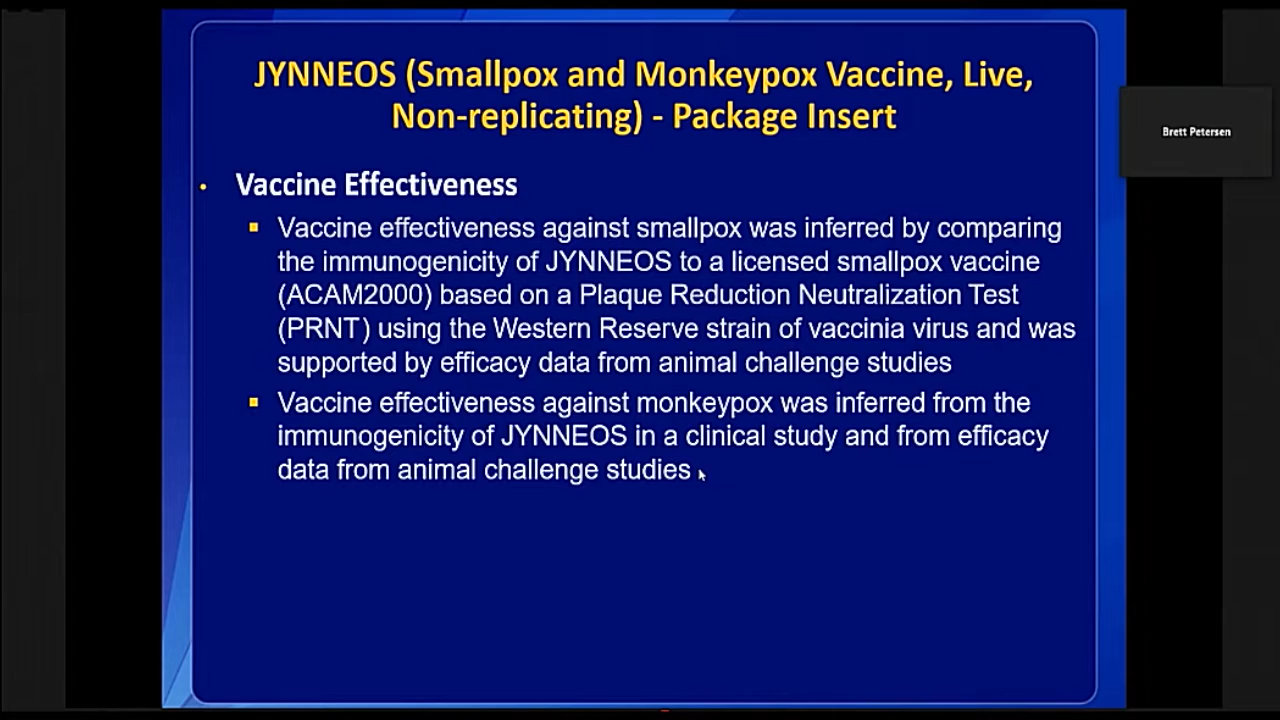 JYNNEOS (Smallpox and Monkeypox Vaccine, Live,
Non-replicating) - Package Insert
Brett Petersen
• Vaccine Effectiveness
▪ Vaccine effectiveness against smallpox was inferred by comparing
the immunogenicity of JYNNEOS to a licensed smallpox vaccine
(ACAM2000) based on a Plaque Reduction Neutralization Test
(PRNT) using the Western Reserve strain of vaccinia virus and was
supported by efficacy data from animal challenge studies
▪ Vaccine effectiveness against monkeypox was inferred from the
immunogenicity of JYNNEOS in a clinical study and from efficacy
data from animal challenge studies